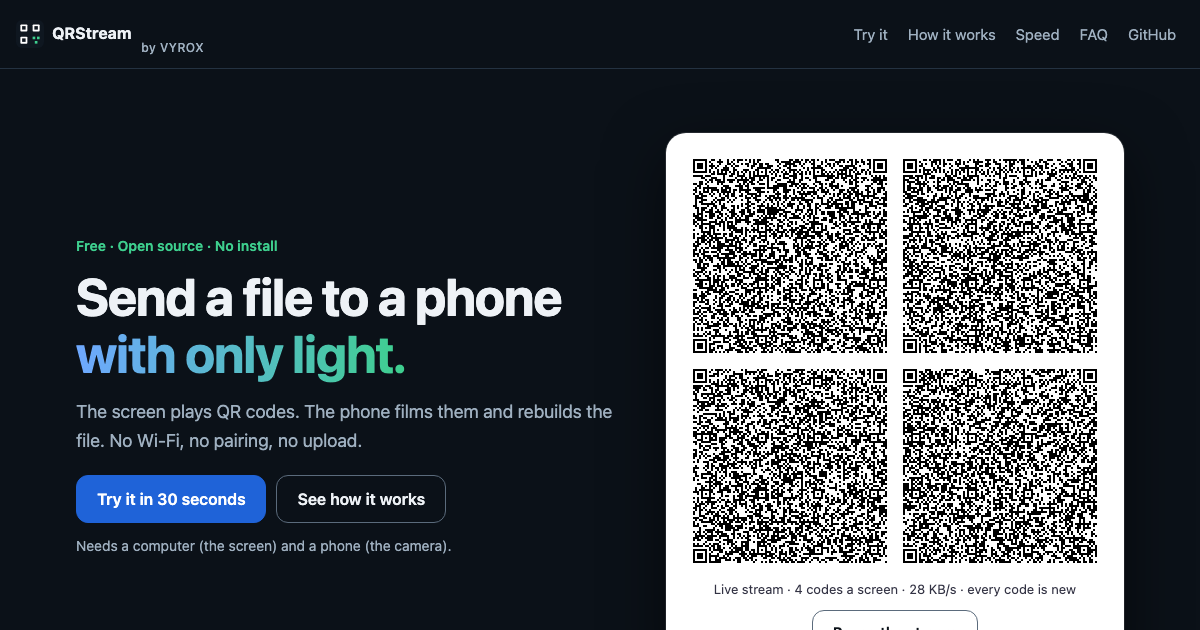 QRStream
by VYROX
Try it
How it works
Speed
FAQ
GitHub
Free · Open source · No install
Send a file to a phone
with only light.
The screen plays QR codes. The phone films them and rebuilds the
file. No Wi-Fi, no pairing, no upload.
Try it in 30 seconds
See how it works
Needs a computer (the screen) and a phone (the camera).
Live stream · 4 codes a screen · 28 KB/s · every code is new